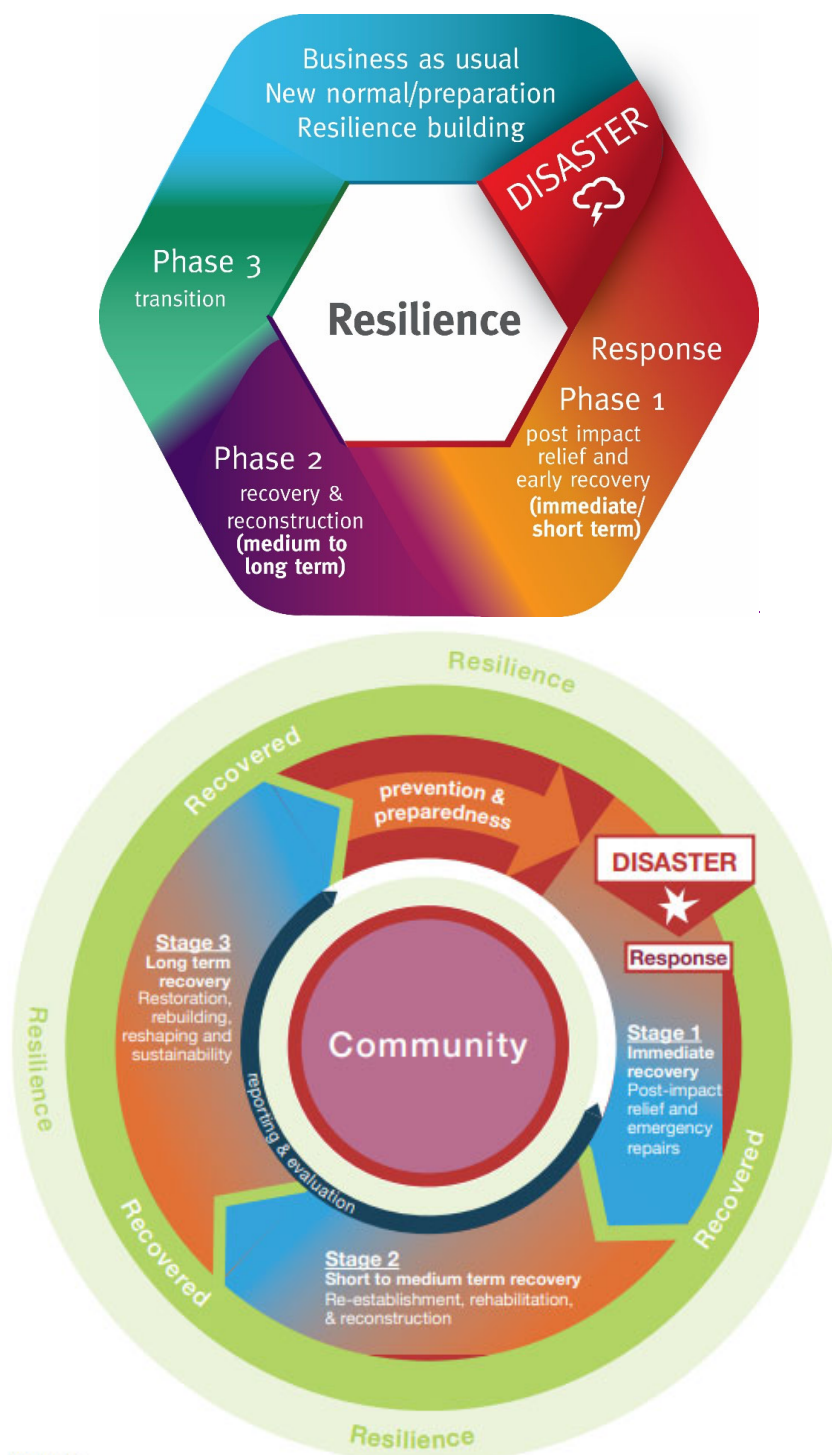 Business as usual
New normal/preparation
Resilience building
DISASTER
Resilience
Response
Phase 1
post impact
relief and
early recovery
(immediate/
short term)
Phase 2
recovery &
reconstruction
(medium to
long term)
Phase 3
transition
Resilience
Recovered
prevention &
preparedness
DISASTER
Response
Stage 1
Immediate
recovery
Post-impact
relief and
emergency
repairs
Recovered
Community
Stage 3
Long term
recovery
Restoration,
rebuilding,
reshaping and
sustainability
Resilience
reporting & evaluation
Recovered
Stage 2
Short to medium term recovery
Re-establishment, rehabilitation,
& reconstruction
Resilience